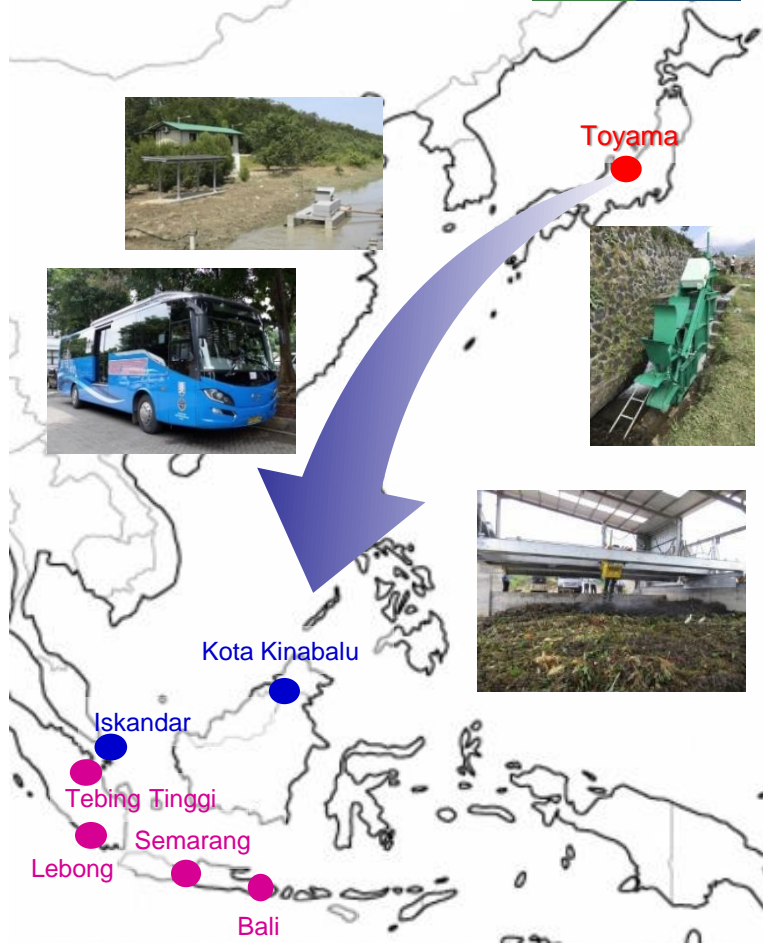 Toyama
Kota Kinabalu
Iskandar
Tebing Tinggi
Semarang
Lebong
Bali